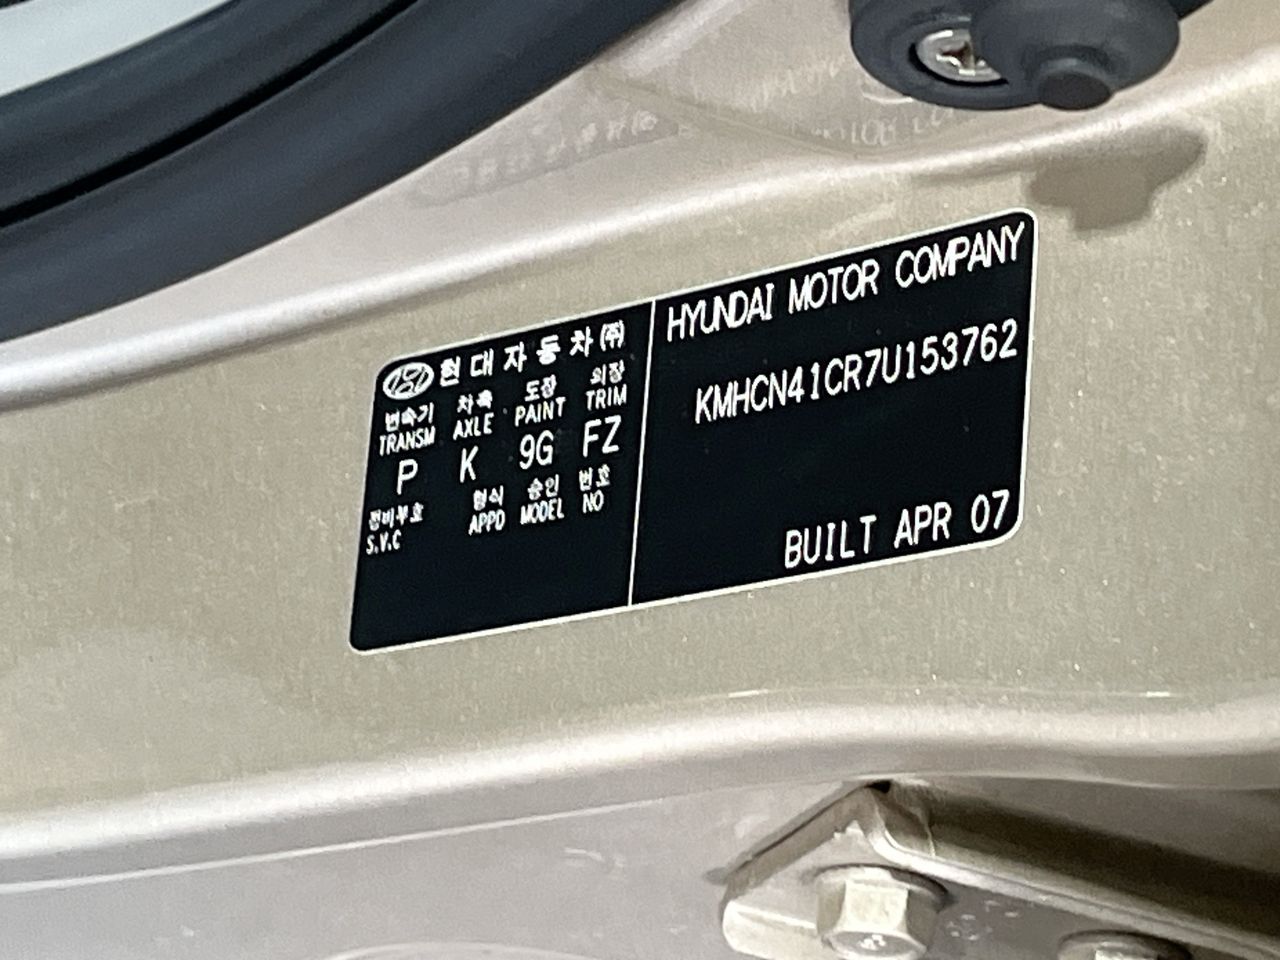 현대자동차(주)
변속기 차축 도장 외장
TRANSM AXLE PAINT TRIM
P K 9G FZ
정비부호 형식 승인 번호
S.V.C APPD MODEL NO
HYUNDAI MOTOR COMPANY
KMHCN41CR7U153762
BUILT APR 07